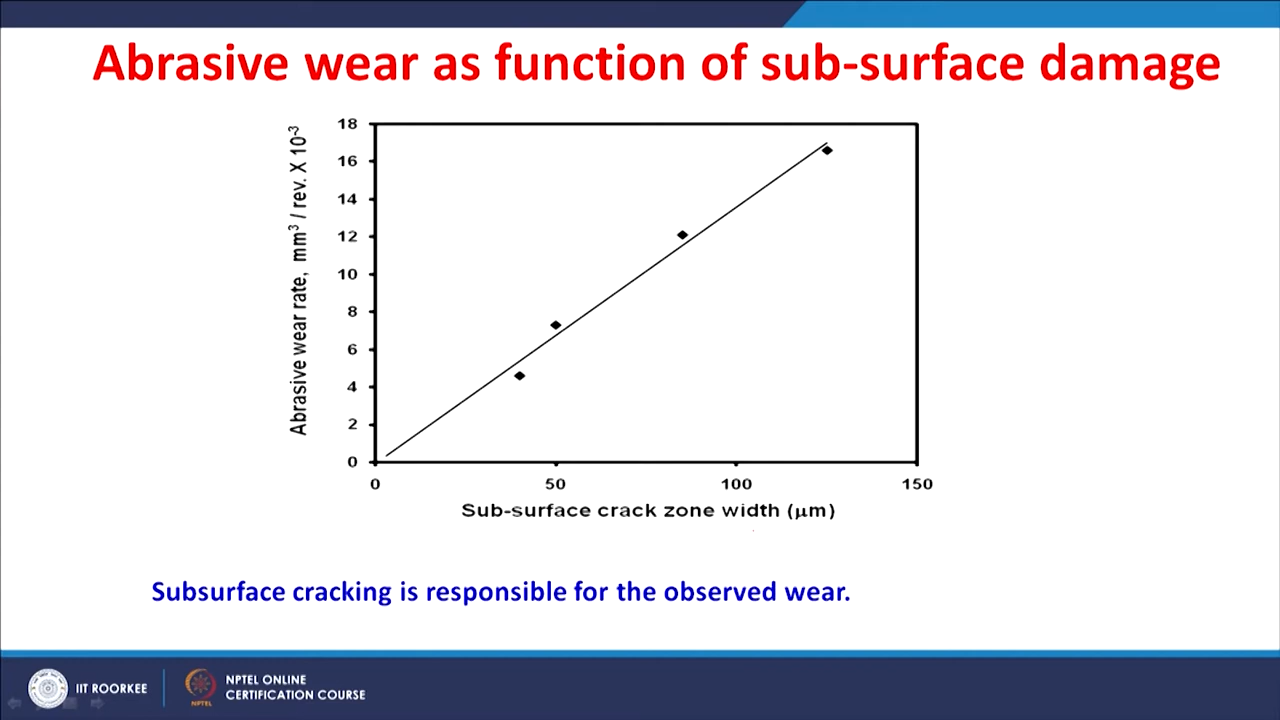 Abrasive wear as function of sub-surface damage
Abrasive wear rate, mm³ / rev. X 10⁻³
18
16
14
12
10
8
6
4
2
0
0 50 100 150
Sub-surface crack zone width (µm)
Subsurface cracking is responsible for the observed wear.
IIT ROORKEE
NPTEL
NPTEL ONLINE
CERTIFICATION COURSE